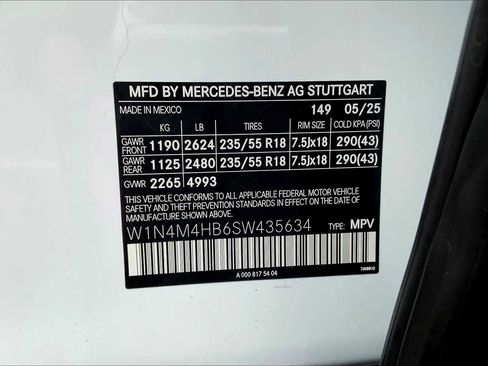 MFD BY MERCEDES-BENZ AG STUTTGART
MADE IN MEXICO 149 05/25
KG LB TIRES RIM SIZE COLD KPA (PSI)
GAWR FRONT 1190 2624 235/55 R18 7.5Jx18 290(43)
GAWR REAR 1125 2480 235/55 R18 7.5Jx18 290(43)
GVWR 2265 4993
THIS VEHICLE CONFORMS TO ALL APPLICABLE FEDERAL MOTOR VEHICLE
SAFETY AND THEFT PREVENTION STANDARDS IN EFFECT ON THE DATE
OF MANUFACTURE SHOWN ABOVE.
W1N4M4HB6SW435634 TYPE: MPV
A 000 817 54 04